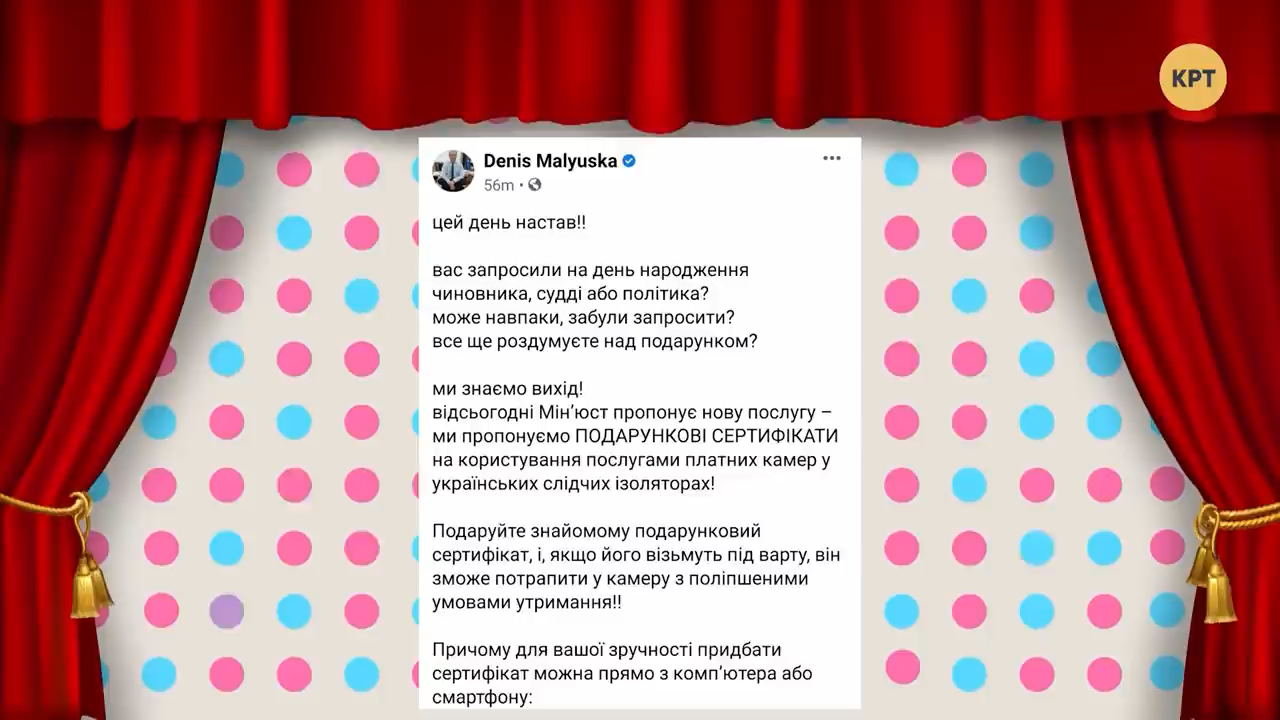 КРТ
Denis Malyuska
56m •
цей день настав!!
вас запросили на день народження
чиновника, судді або політика?
може навпаки, забули запросити?
все ще роздумуєте над подарунком?
ми знаємо вихід!
відсьогодні Мін’юст пропонує нову послугу –
ми пропонуємо ПОДАРУНКОВІ СЕРТИФІКАТИ
на користування послугами платних камер у
українських слідчих ізоляторах!
Подаруйте знайомому подарунковий
сертифікат, і, якщо його візьмуть під варту, він
зможе потрапити у камеру з поліпшеними
умовами утримання!!
Причому для вашої зручності придбати
сертифікат можна прямо з комп’ютера або
смартфону: